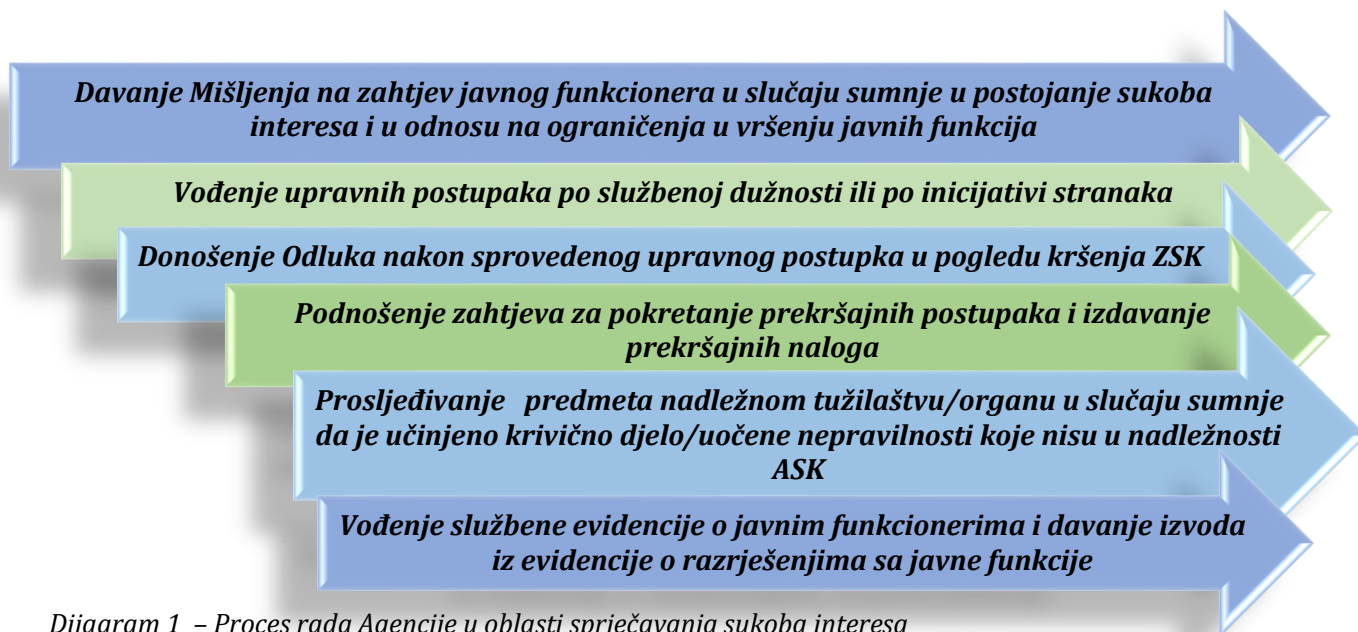 Davanje Mišljenja na zahtjev javnog funkcionera u slučaju sumnje u postojanje sukoba
interesa i u odnosu na ograničenja u vršenju javnih funkcija
Vođenje upravnih postupaka po službenoj dužnosti ili po inicijativi stranaka
Donošenje Odluka nakon sprovedenog upravnog postupka u pogledu kršenja ZSK
Podnošenje zahtjeva za pokretanje prekršajnih postupaka i izdavanje
prekršajnih naloga
Prosljeđivanje predmeta nadležnom tužilaštvu/organu u slučaju sumnje
da je učinjeno krivično djelo/uočene nepravilnosti koje nisu u nadležnosti
ASK
Vođenje službene evidencije o javnim funkcionerima i davanje izvoda
iz evidencije o razrješenjima sa javne funkcije
Dijagram 1 – Proces rada Agencije u oblasti sprječavanja sukoba interesa